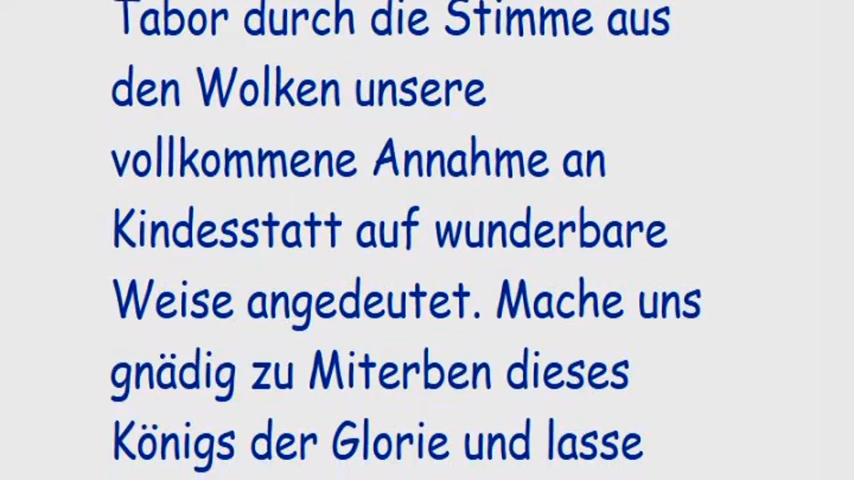 Tabor durch die Stimme aus
den Wolken unsere
vollkommene Annahme an
Kindesstatt auf wunderbare
Weise angedeutet. Mache uns
gnädig zu Miterben dieses
Königs der Glorie und lasse